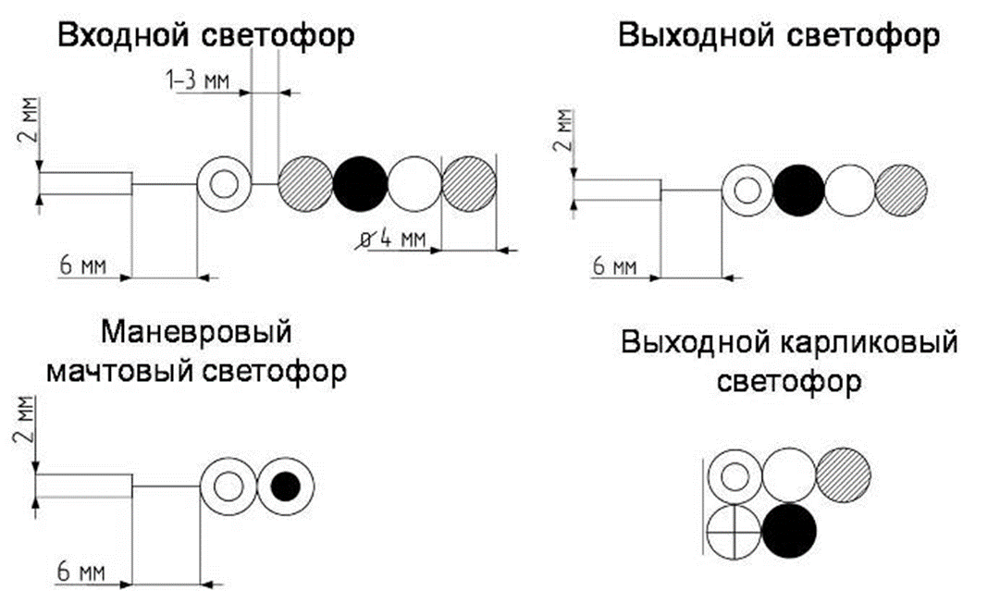 Входной светофор
Выходной светофор
1-3 мм
2 мм
2 мм
ø 4 мм
6 мм
6 мм
Маневровый
мачтовый светофор
Выходной карликовый
светофор
2 мм
6 мм